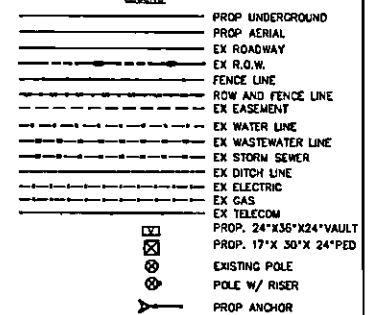 PROP UNDERGROUND
PROP AERIAL
EX ROADWAY
EX R.O.W.
FENCE LINE
ROW AND FENCE LINE
EX EASEMENT
EX WATER LINE
EX WASTEWATER LINE
EX STORM SEWER
EX DITCH LINE
EX ELECTRIC
EX GAS
EX TELECOM
PROP. 24"X36"X24"VAULT
PROP. 17"X 30"X 24"PED
EXISTING POLE
POLE W/ RISER
PROP ANCHOR